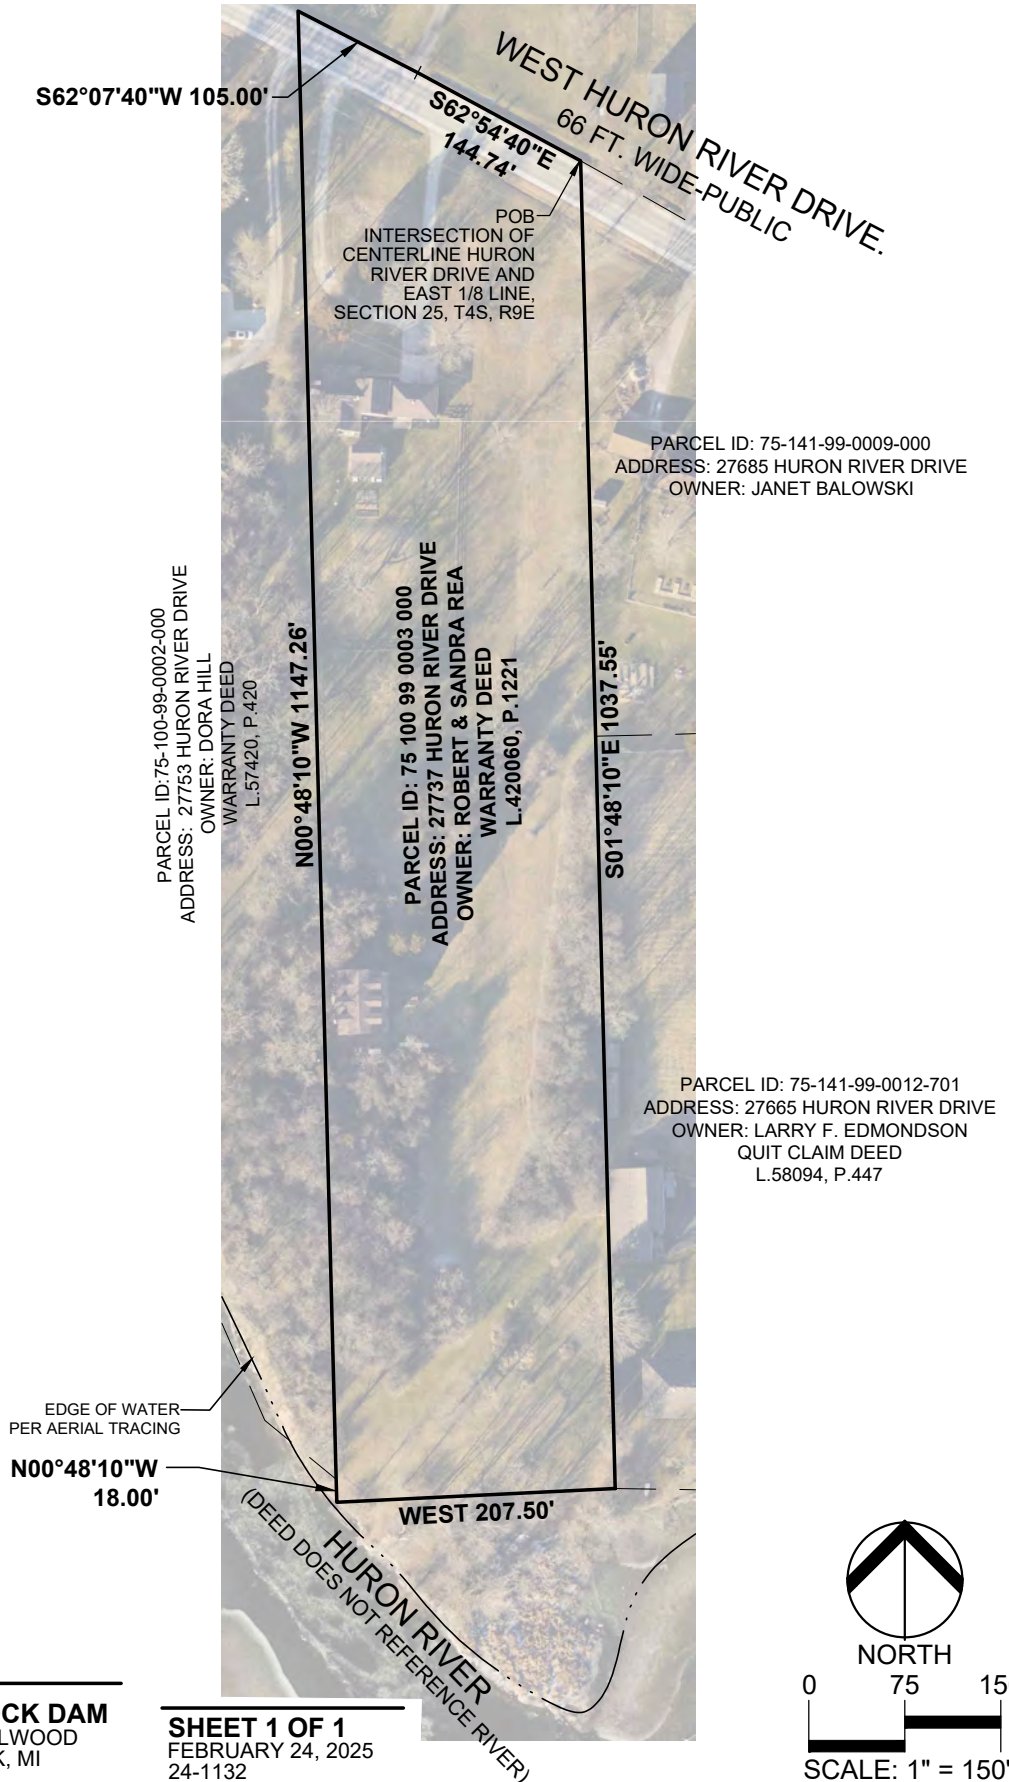 S62°07'40"W 105.00'
WEST HURON RIVER DRIVE.
66 FT. WIDE-PUBLIC
S62°54'40"E
144.74'
POB
INTERSECTION OF
CENTERLINE HURON
RIVER DRIVE AND
EAST 1/8 LINE,
SECTION 25, T4S, R9E
PARCEL ID: 75-141-99-0009-000
ADDRESS: 27685 HURON RIVER DRIVE
OWNER: JANET BALOWSKI
PARCEL ID:75-100-99-0002-000
ADDRESS: 27753 HURON RIVER DRIVE
OWNER: DORA HILL
WARRANTY DEED
L.57420, P.420
N00°48'10"W 1147.26'
PARCEL ID: 75 100 99 0003 000
ADDRESS: 27737 HURON RIVER DRIVE
OWNER: ROBERT & SANDRA REA
WARRANTY DEED
L.420060, P.1221
S01°48'10"E 1037.55'
PARCEL ID: 75-141-99-0012-701
ADDRESS: 27665 HURON RIVER DRIVE
OWNER: LARRY F. EDMONDSON
QUIT CLAIM DEED
L.58094, P.447
EDGE OF WATER
PER AERIAL TRACING
N00°48'10"W
18.00'
WEST 207.50'
HURON RIVER
(DEED DOES NOT REFERENCE RIVER)
NORTH
0 75 15
SCALE: 1" = 150'
CK DAM
LWOOD
K, MI
SHEET 1 OF 1
FEBRUARY 24, 2025
24-1132